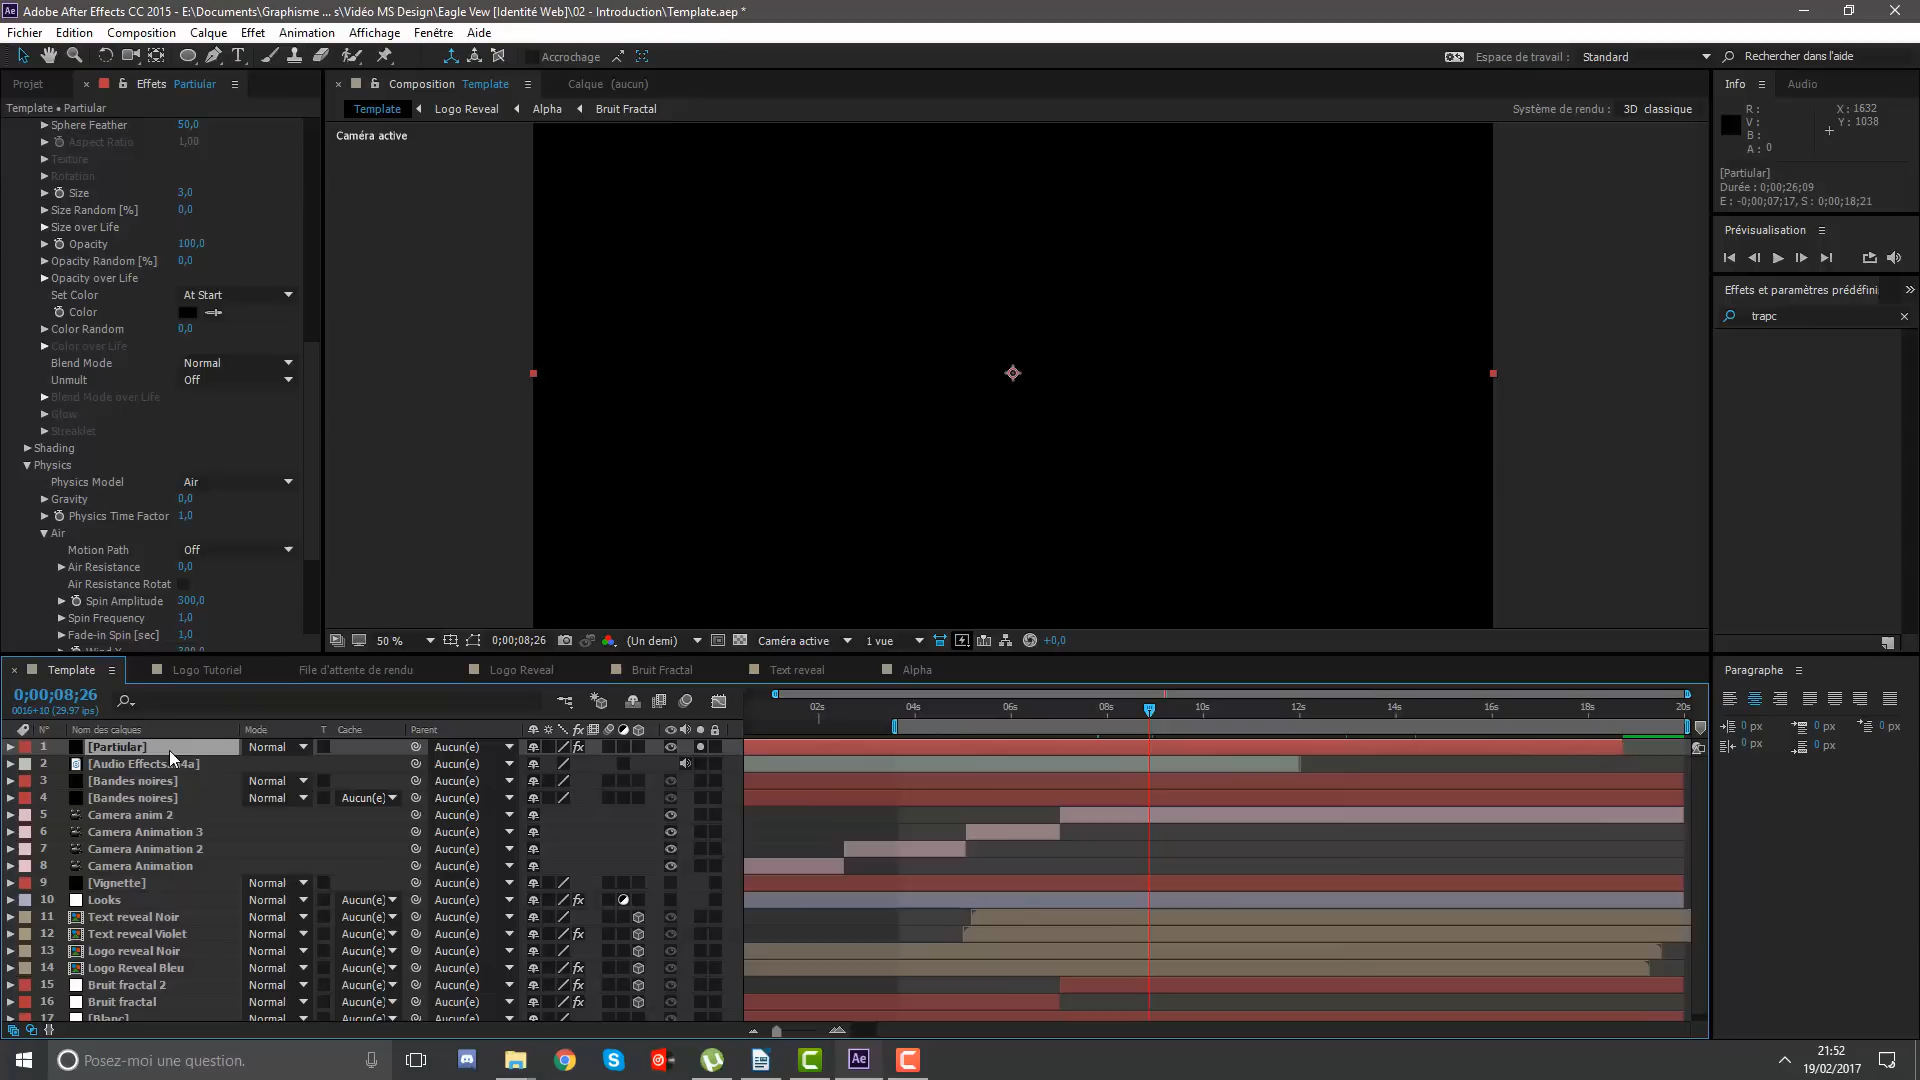 Adobe After Effects CC 2015 - E:\Documents\Graphisme ... s\Vidéo MS Design\Eagle Vew [Identité Web]\02 - Introduction\Template.aep *
Fichier Edition Composition Calque Effet Animation Affichage Fenêtre Aide
Accrochage
Espace de travail : Standard
Rechercher dans l'aide
Projet
Effets Partiular
Template • Partiular
Sphere Feather 50,0
Aspect Ratio 1,00
Texture
Rotation
Size 3,0
Size Random [%] 0,0
Size over Life
Opacity 100,0
Opacity Random [%] 0,0
Opacity over Life
Set Color At Start
Color
Color Random 0,0
Color over Life
Blend Mode Normal
Unmult Off
Blend Mode over Life
Glow
Streaklet
Shading
Physics
Physics Model Air
Gravity 0,0
Physics Time Factor 1,0
Air
Motion Path Off
Air Resistance 0,0
Air Resistance Rotat
Spin Amplitude 300,0
Spin Frequency 1,0
Fade-in Spin [sec] 1,0
Composition Template
Calque (aucun)
Template Logo Reveal Alpha Bruit Fractal
Système de rendu : 3D classique
Caméra active
50 % 0;00;08;26 (Un demi) Caméra active 1 vue +0,0
Info Audio
R :
V :
B :
A : 0
X : 1632
Y : 1038
[Partiular]
Durée : 0;00;26;09
E : -0;00;07;17, S : 0;00;18;21
Prévisualisation
Effets et paramètres prédéfini
trapc
Paragraphe
0 px 0 px 0 px
0 px 0 px
Template Logo Tutoriel File d'attente de rendu Logo Reveal Bruit Fractal Text reveal Alpha
0;00;08;26
0016+10 (29.97 ips)
02s 04s 06s 08s 10s 12s 14s 16s 18s 20s
N° Nom des calques Mode T Cache Parent
1 [Partiular] Normal Aucun(e)
2 [Audio Effects. 4a] Aucun(e)
3 [Bandes noires] Normal Aucun(e)
4 [Bandes noires] Normal Aucun(e) Aucun(e)
5 Camera anim 2 Aucun(e)
6 Camera Animation 3 Aucun(e)
7 Camera Animation 2 Aucun(e)
8 Camera Animation Aucun(e)
9 [Vignette] Normal Aucun(e)
10 Looks Normal Aucun(e) Aucun(e)
11 Text reveal Noir Normal Aucun(e) Aucun(e)
12 Text reveal Violet Normal Aucun(e) Aucun(e)
13 Logo reveal Noir Normal Aucun(e) Aucun(e)
14 Logo Reveal Bleu Normal Aucun(e) Aucun(e)
15 Bruit fractal 2 Normal Aucun(e) Aucun(e)
16 Bruit fractal Normal Aucun(e) Aucun(e)
17 [Blanc]
Posez-moi une question.
Ae
21:52
19/02/2017